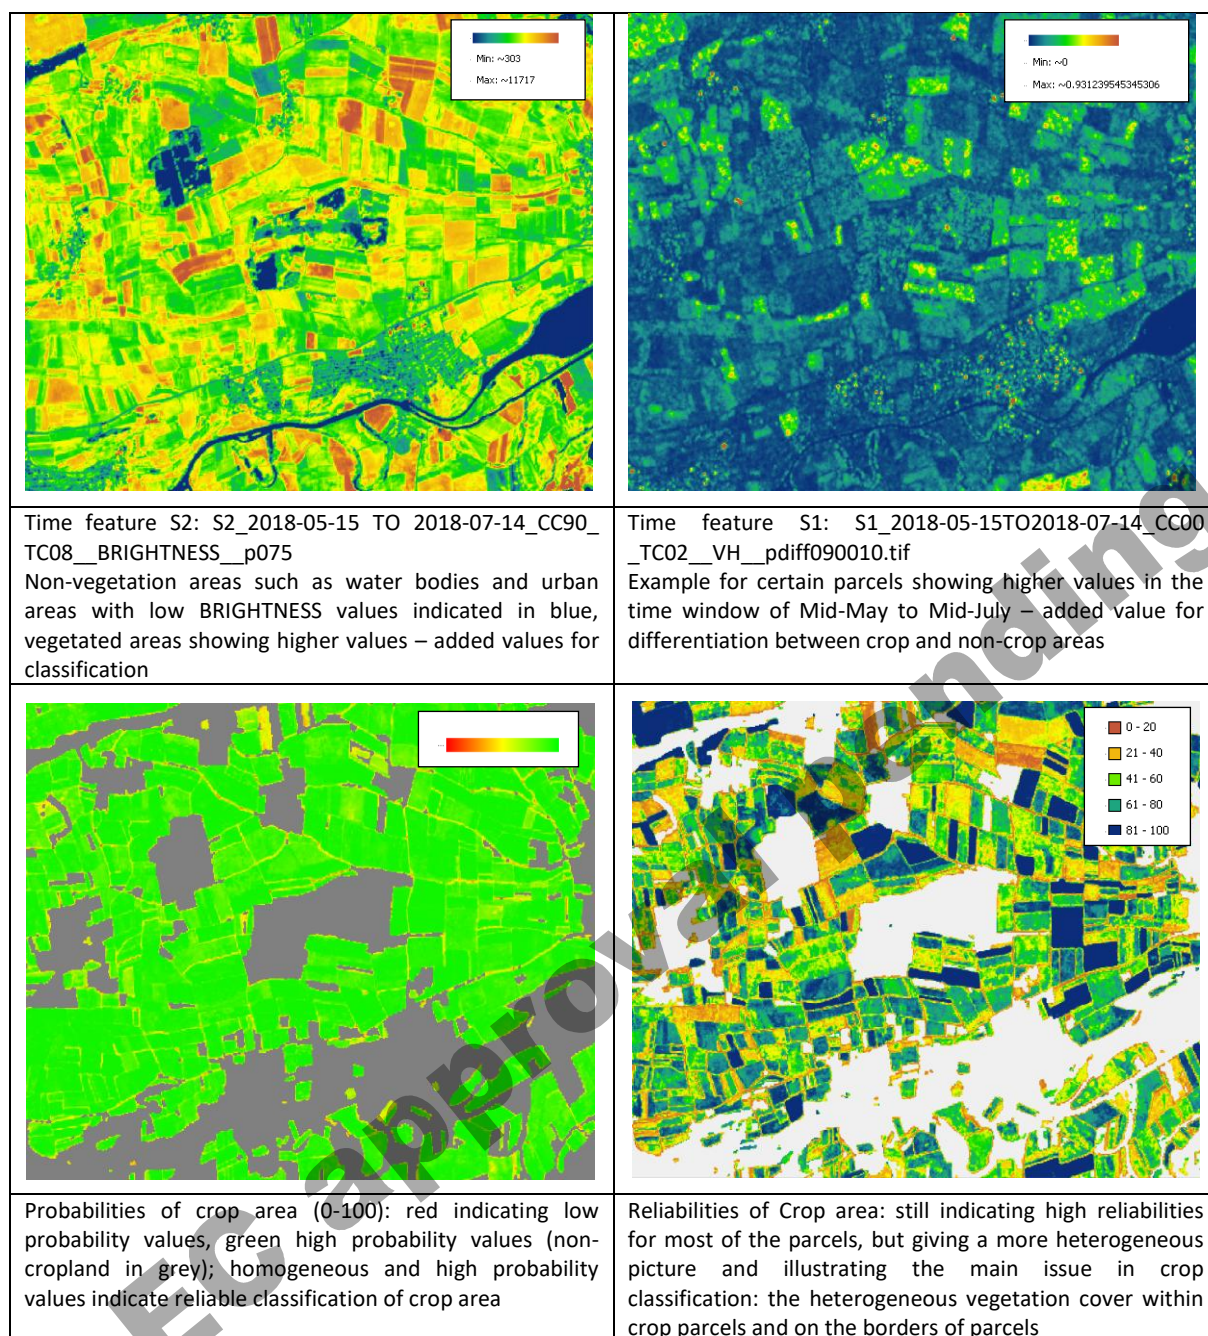 Min: ~303
Max: ~11717
Min: ~0
Max: ~0.931239545345306
Time feature S2: S2_2018-05-15 TO 2018-07-14_CC90_
TC08__BRIGHTNESS__p075
Non-vegetation areas such as water bodies and urban
areas with low BRIGHTNESS values indicated in blue,
vegetated areas showing higher values – added values for
classification
Time feature S1: S1_2018-05-15TO2018-07-14_CC00
_TC02__VH__pdiff090010.tif
Example for certain parcels showing higher values in the
time window of Mid-May to Mid-July – added value for
differentiation between crop and non-crop areas
0 - 20
21 - 40
41 - 60
61 - 80
81 - 100
Probabilities of crop area (0-100): red indicating low
probability values, green high probability values (non-
cropland in grey); homogeneous and high probability
values indicate reliable classification of crop area
Reliabilities of Crop area: still indicating high reliabilities
for most of the parcels, but giving a more heterogeneous
picture and illustrating the main issue in crop
classification: the heterogeneous vegetation cover within
crop parcels and on the borders of parcels
EC approval pending